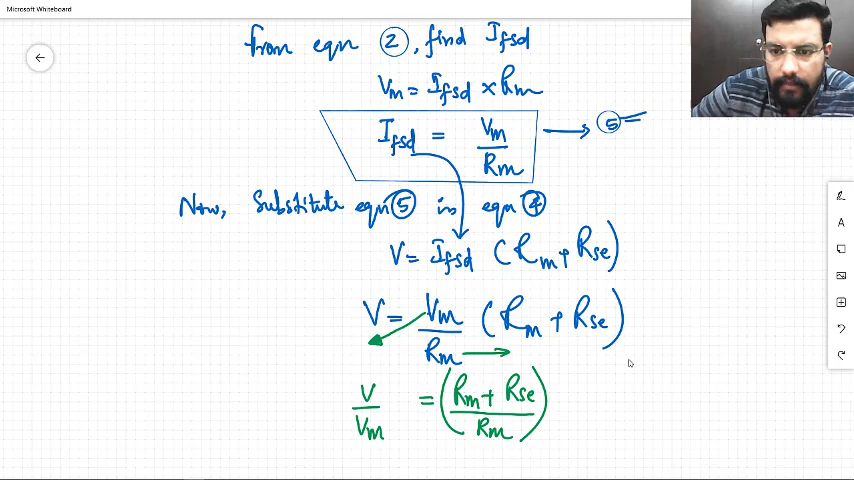 Microsoft Whiteboard
From eqn ②, find Ifsd
Vm = Ifsd × Rm
Ifsd = Vm/Rm → ⑤
Now, Substitute eqn ⑤ in eqn ④
V = Ifsd (Rm + Rse)
V = Vm/Rm (Rm + Rse)
V/Vm = (Rm + Rse/Rm)
A